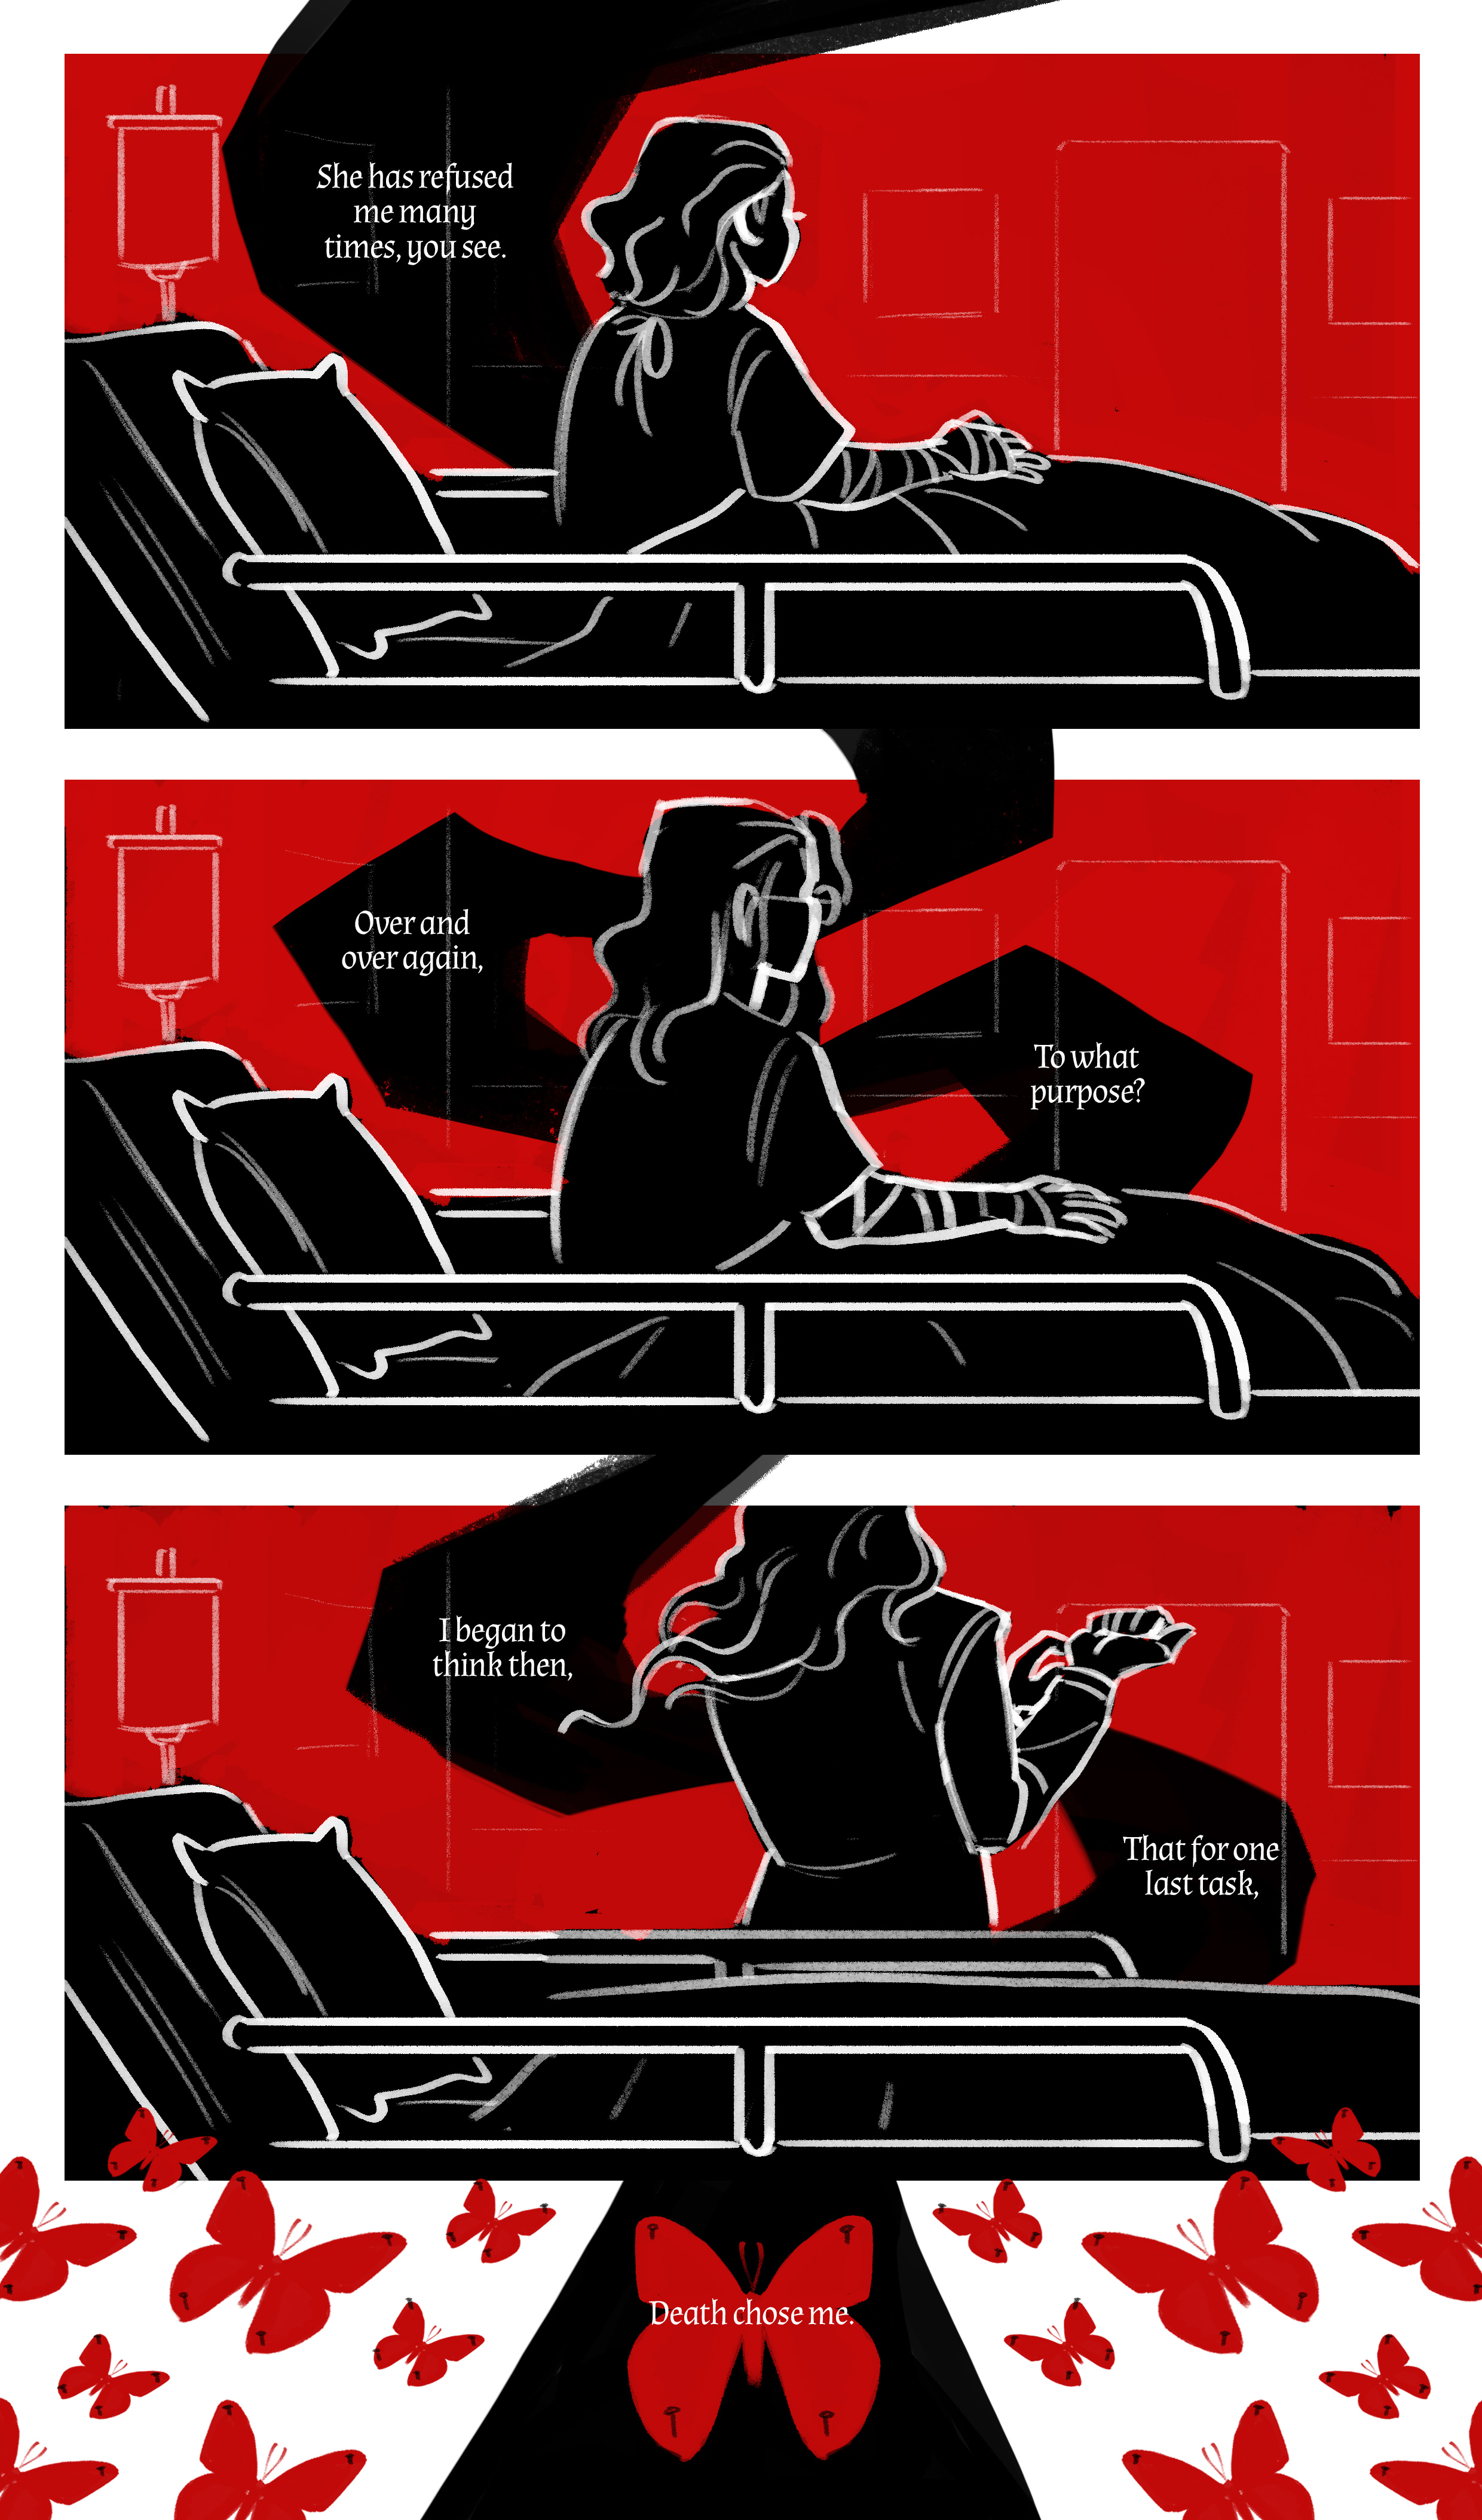 She has refused
me many
times, you see.
Over and
over again,
To what
purpose?
I began to
think then,
That for one
last task,
Death chose me.